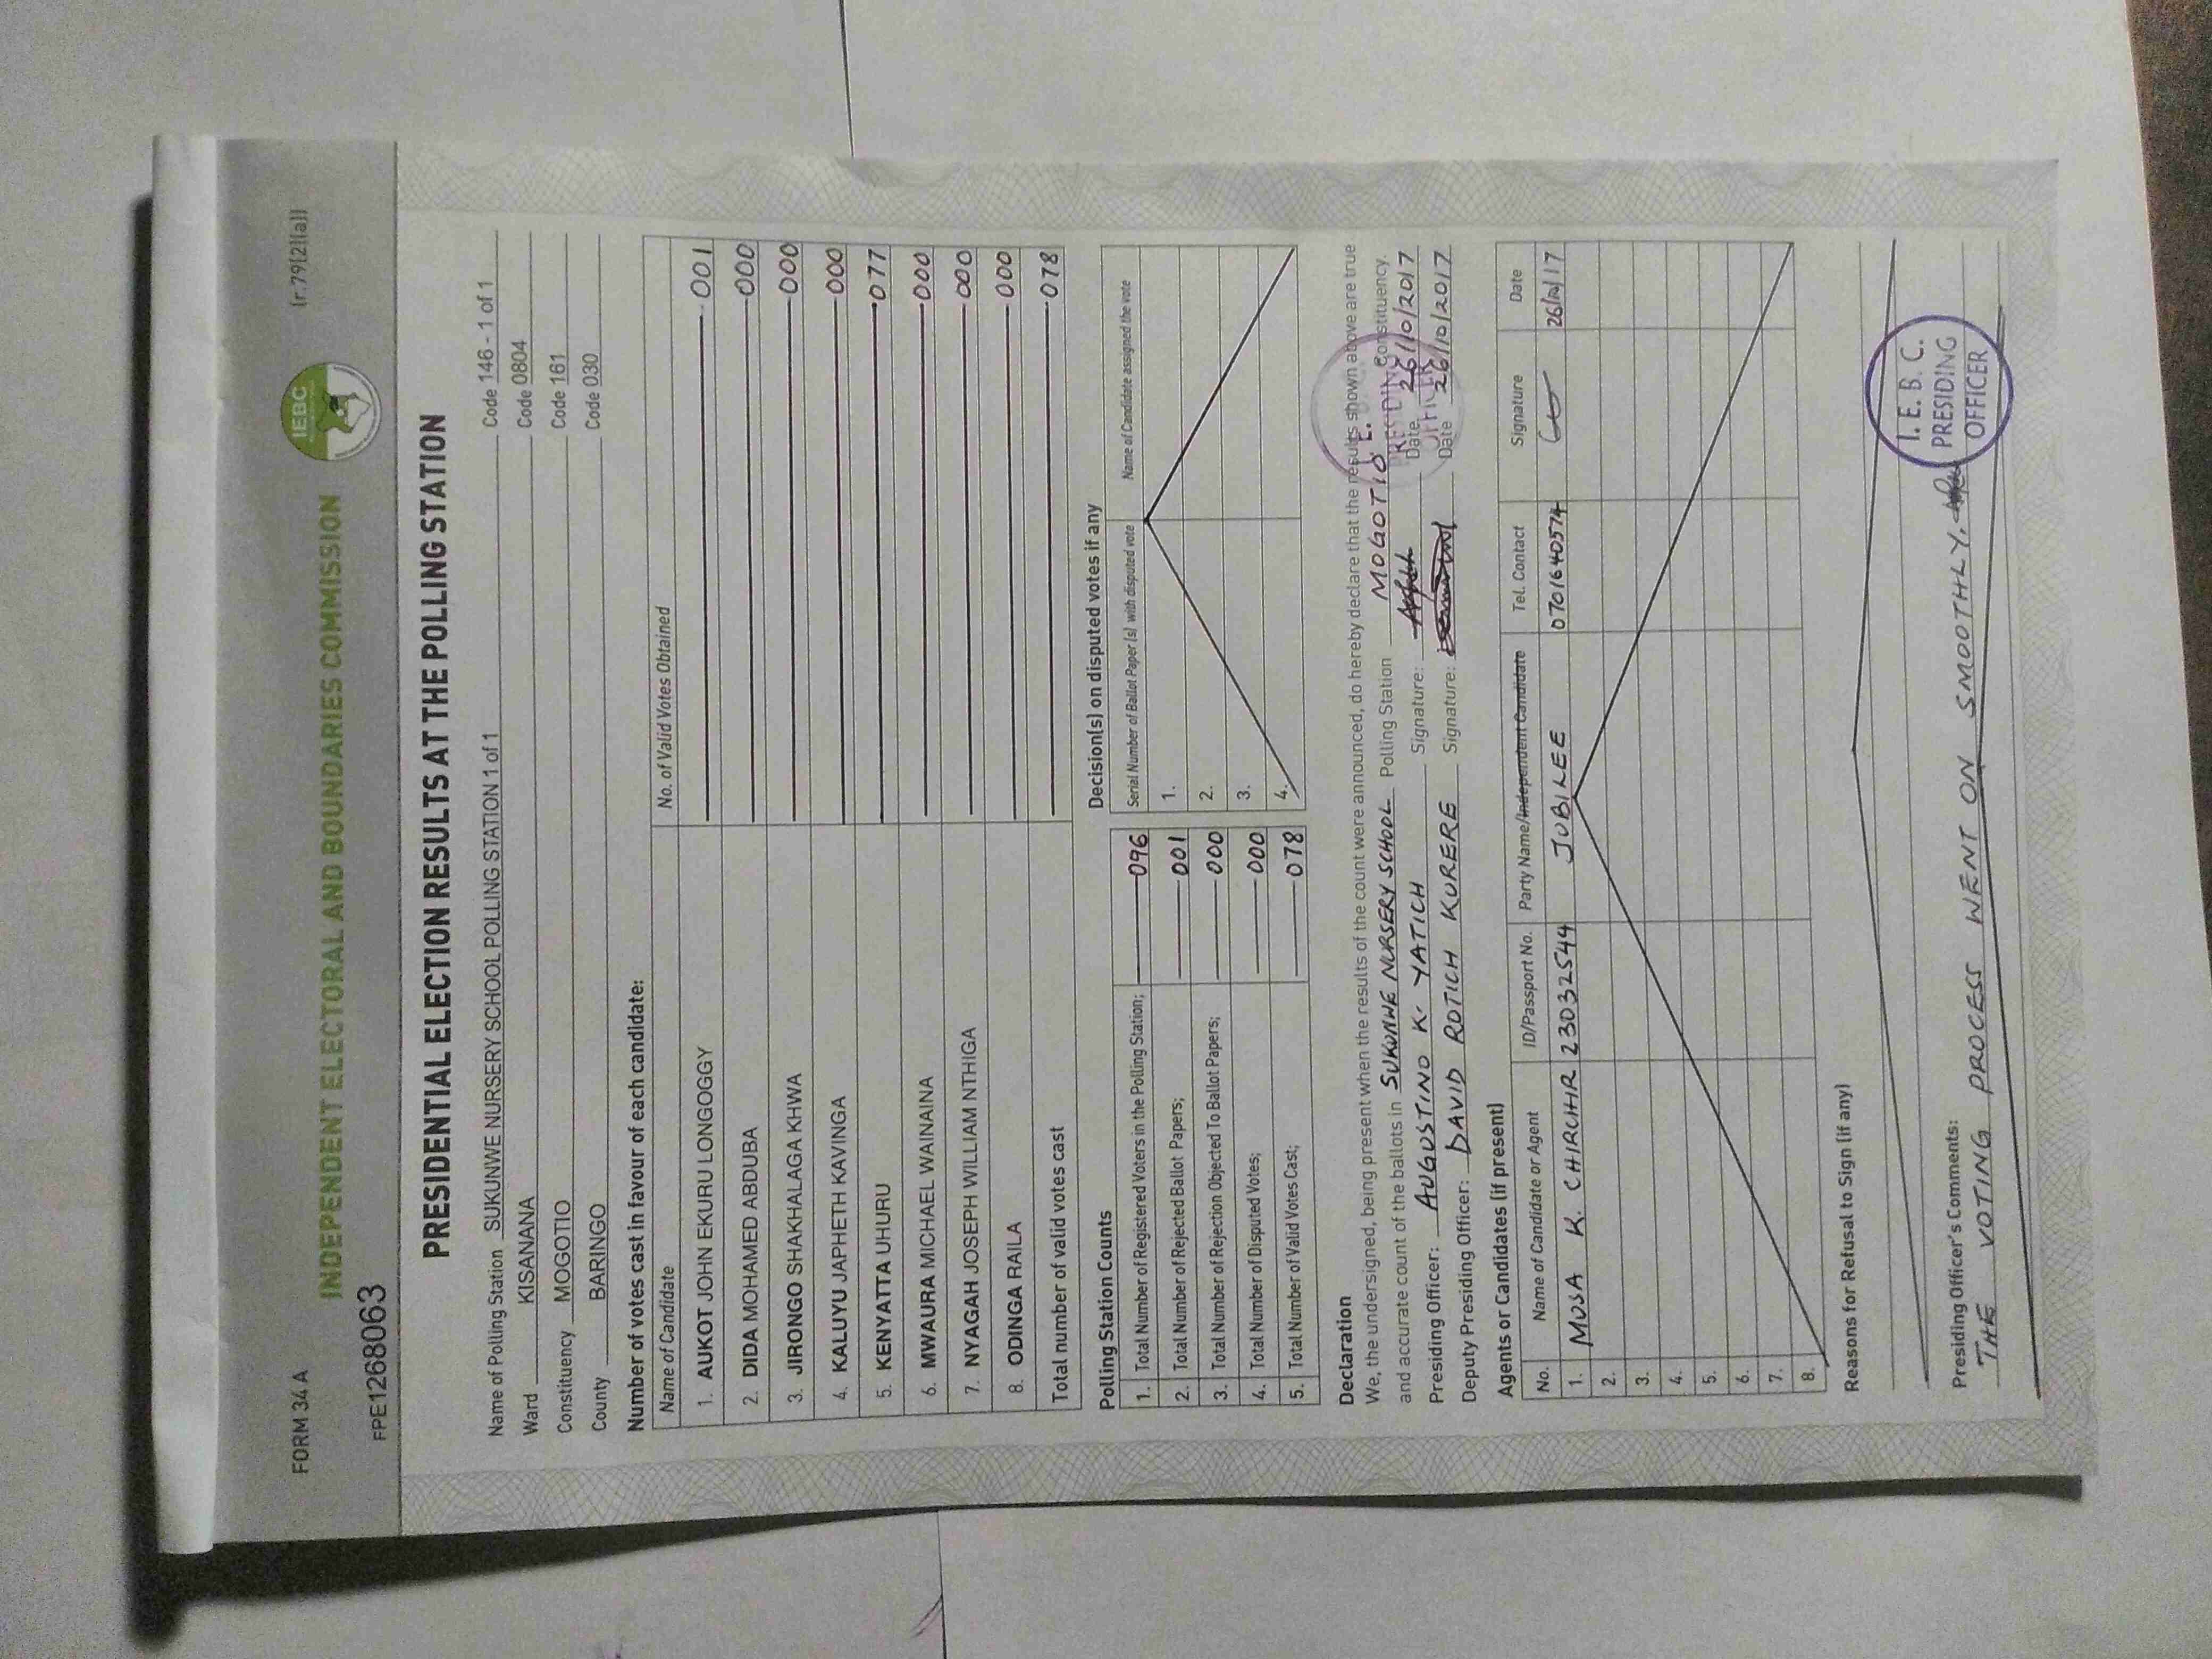 FORM 34 A
(r.79(2)(a))
IEBC
INDEPENDENT ELECTORAL AND BOUNDARIES COMMISSION
FPE1268063
PRESIDENTIAL ELECTION RESULTS AT THE POLLING STATION
Name of Polling Station SUKUNWE NURSERY SCHOOL POLLING STATION 1 of 1 Code 146 - 1 of 1
Ward KISANANA Code 0804
Constituency MOGOTIO Code 161
County BARINGO Code 030
Number of votes cast in favour of each candidate:
Name of Candidate No. of Valid Votes Obtained
1. AUKOT JOHN EKURU LONGOGGY 001
2. DIDA MOHAMED ABDUBA 000
3. JIRONGO SHAKHALAGA KHWA 000
4. KALUYU JAPHETH KAVINGA 000
5. KENYATTA UHURU 077
6. MWAURA MICHAEL WAINAINA 000
7. NYAGAH JOSEPH WILLIAM NTHIGA 000
8. ODINGA RAILA 000
Total number of valid votes cast 078
Polling Station Counts
1. Total Number of Registered Voters in the Polling Station; 096
2. Total Number of Rejected Ballot Papers; 001
3. Total Number of Rejection Objected To Ballot Papers; 000
4. Total Number of Disputed Votes; 000
5. Total Number of Valid Votes Cast; 078
Decision(s) on disputed votes if any
Serial Number of Ballot Paper (s) with disputed vote Name of Candidate assigned the vote
1.
2.
3.
4.
Declaration
We, the undersigned, being present when the results of the count were announced, do hereby declare that the results shown above are true
and accurate count of the ballots in SUKUNWE NURSERY SCHOOL Polling Station MOGOTIO Constituency.
Presiding Officer: AUGUSTINO K. YATICH Signature: Date 26/10/2017
Deputy Presiding Officer: DAVID ROTICH KURERE Signature: Date 26/10/2017
PRESIDING
OFFICER
Agents or Candidates (if present)
No. Name of Candidate or Agent ID/Passport No. Party Name/Independent Candidate Tel. Contact Signature Date
1. MUSA K. CHIRCHIR 23032544 JUBILEE 0701640574 26/10/17
2.
3.
4.
5.
6.
7.
8.
Reasons for Refusal to Sign (if any)
Presiding Officer's Comments:
THE VOTING PROCESS WENT ON SMOOTHLY.
I. E. B. C.
PRESIDING
OFFICER